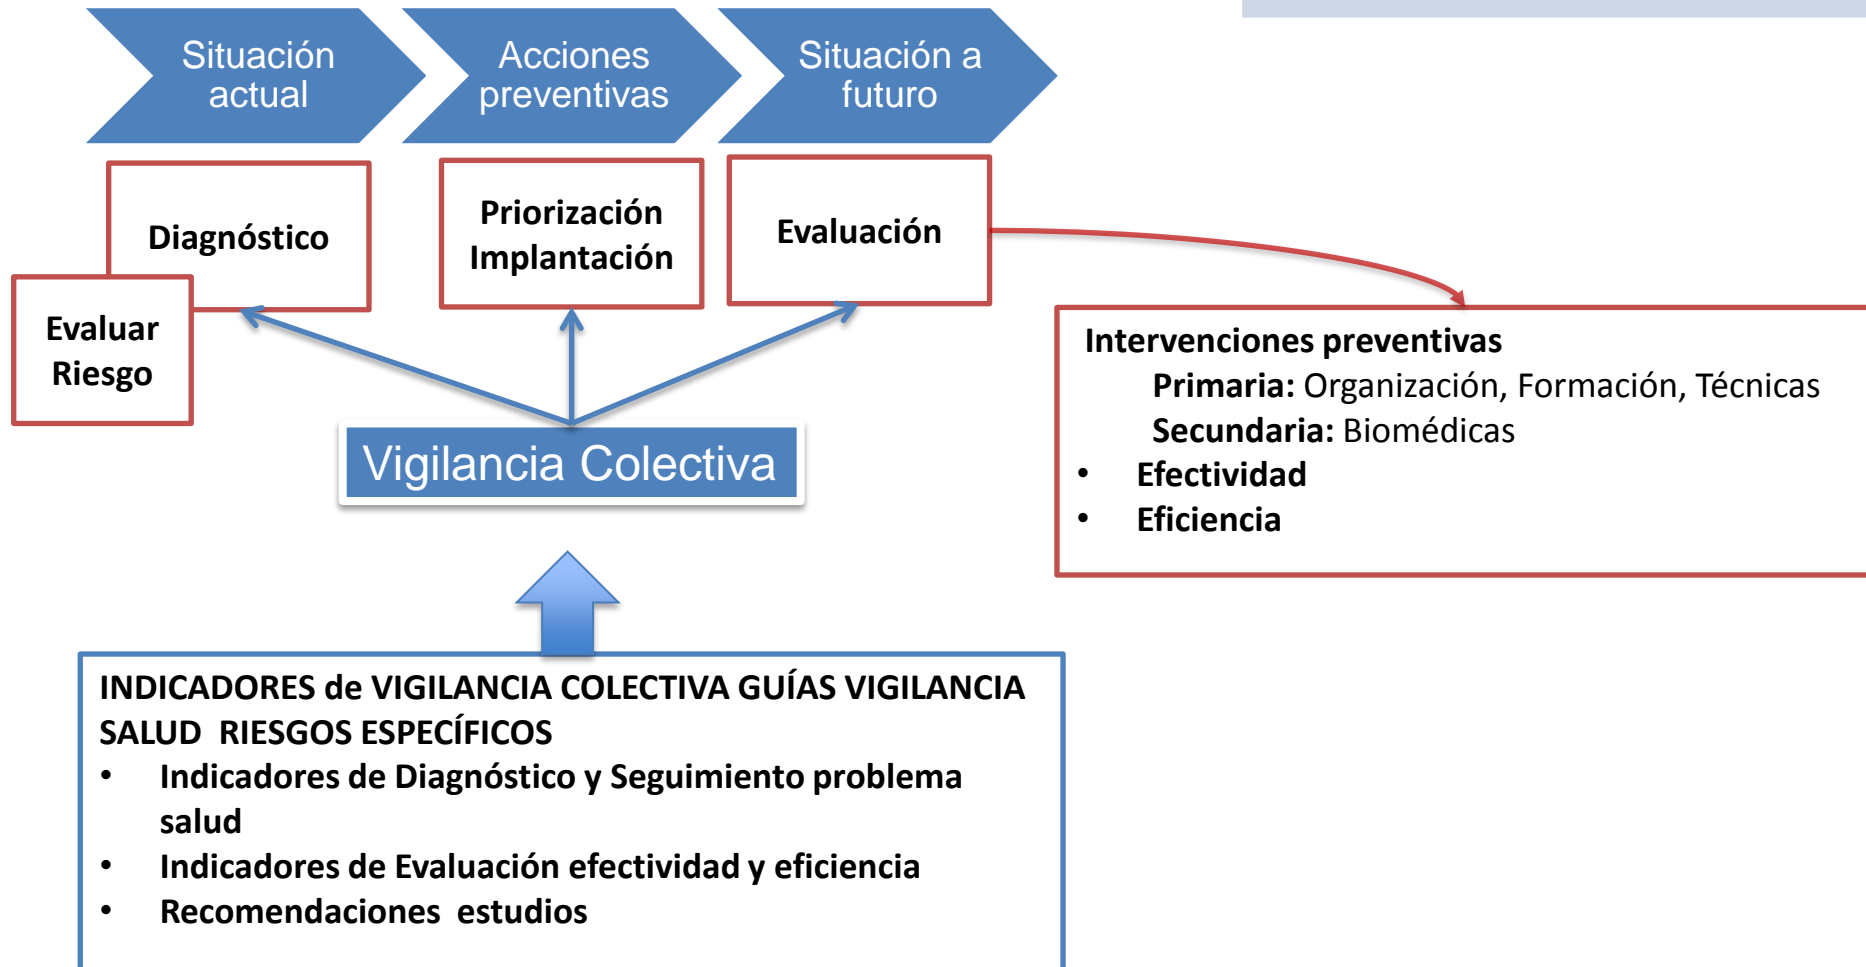 Situación
actual
Acciones
preventivas
Situación a
futuro
Diagnóstico
Priorización
Implantación
Evaluación
Evaluar
Riesgo
Intervenciones preventivas
Primaria: Organización, Formación, Técnicas
Secundaria: Biomédicas
• Efectividad
• Eficiencia
Vigilancia Colectiva
INDICADORES de VIGILANCIA COLECTIVA GUÍAS VIGILANCIA
SALUD RIESGOS ESPECÍFICOS
• Indicadores de Diagnóstico y Seguimiento problema
salud
• Indicadores de Evaluación efectividad y eficiencia
• Recomendaciones estudios